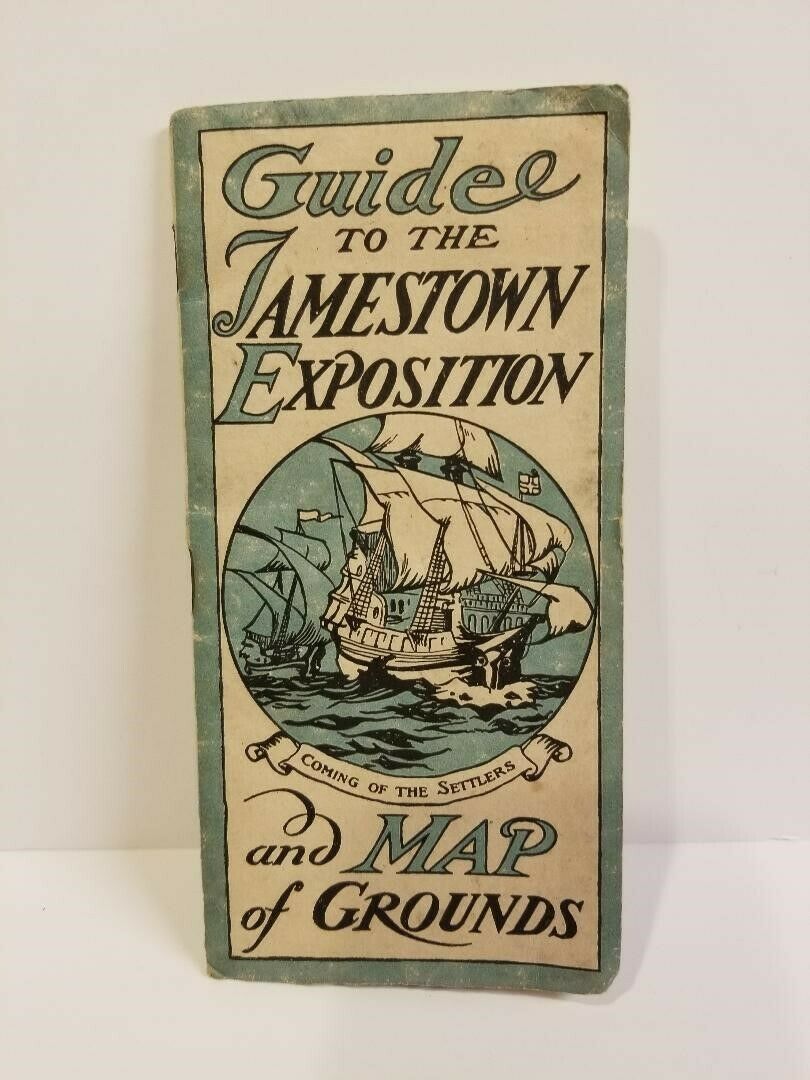 Guide
TO THE
JAMESTOWN
EXPOSITION
COMING OF THE SETTLERS
and MAP
of GROUNDS